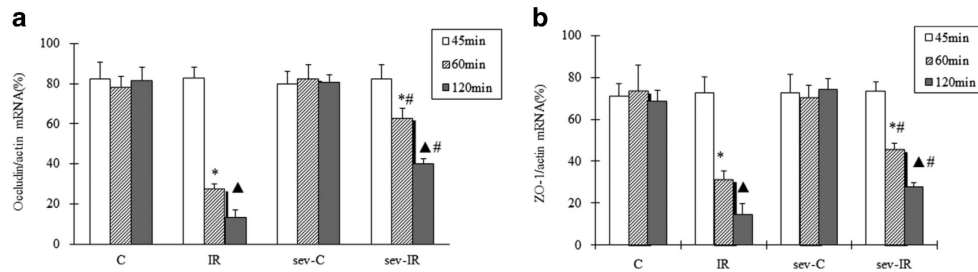 a
100
80
60
40
20
0
Occludin/actin mRNA(%)
45min
60min
120min
*
▲
*#
▲ #
C IR sev-C sev-IR
b
100
80
60
40
20
0
ZO-1/actin mRNA(%)
45min
60min
120min
*
▲
*#
▲ #
C IR sev-C sev-IR